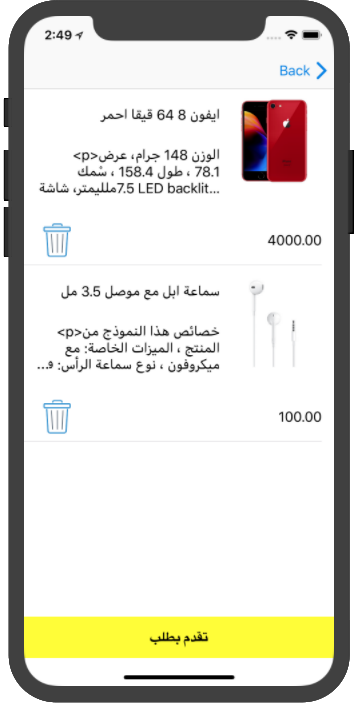 2:49
Back
ايفون 8 64 قيقا احمر
<p>الوزن 148 جرام، عرض
78.1 ، طول 158.4 ، سْمك
7.5ملليمتر، شاشة LED backlit...
4000.00
سماعة ابل مع موصل 3.5 مل
<p>خصائص هذا النموذج من
المنتج ، الميزات الخاصة: مع
ميكروفون ، نوع سماعة الرأس: و...
100.00
تقدم بطلب